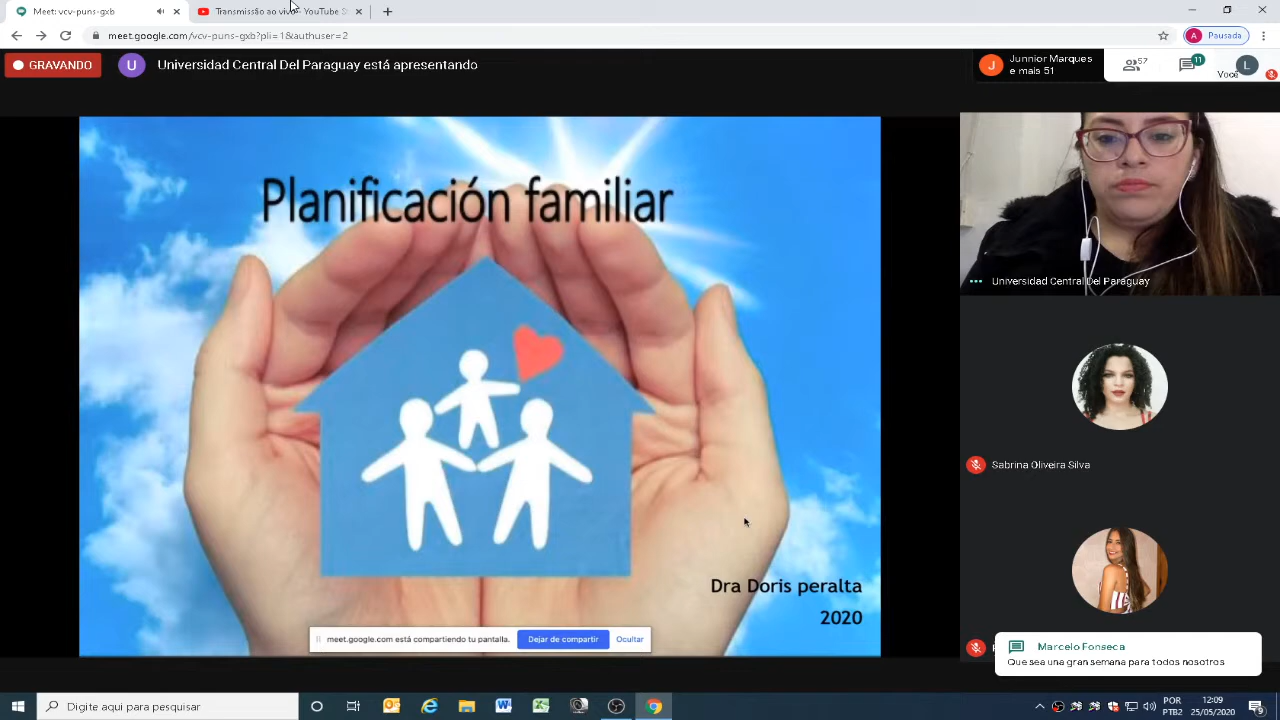 Meet: vcv-puns-gxb
Transmissão ao vivo - YouTube S
meet.google.com/vcv-puns-gxb?pli=1&authuser=2
A
Pausada
GRAVANDO
U
Universidad Central Del Paraguay está apresentando
J
Junnior Marques
e mais 51
57
11
Você
L
Planificación familiar
Dra Doris peralta
2020
meet.google.com está compartiendo tu pantalla.
Dejar de compartir
Ocultar
Universidad Central Del Paraguay
Sabrina Oliveira Silva
Marcelo Fonseca
Que sea una gran semana para todos nosotros
Digite aqui para pesquisar
POR
PTB2
12:09
25/05/2020